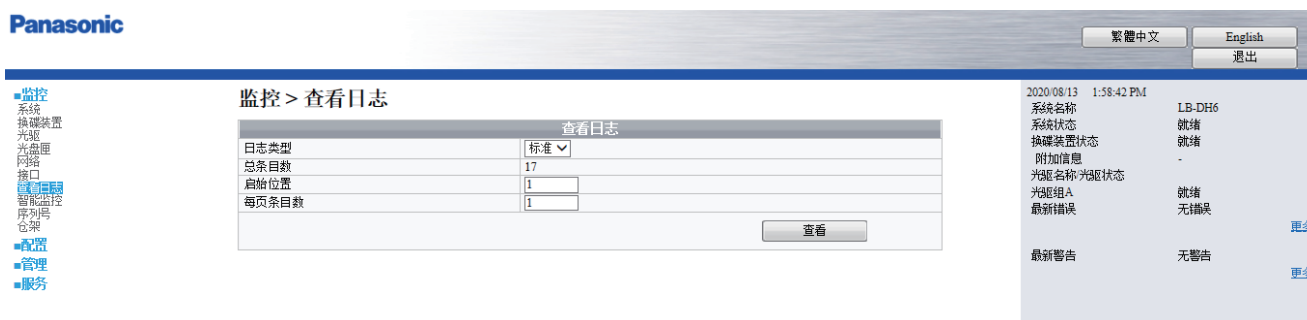 Panasonic
繁體中文 English
退出
■监控
系统
换碟装置
光驱
光盘匣
网络
接口
查看日志
智能监控
序列号
仓架
■配置
■管理
■服务
监控 > 查看日志
查看日志
日志类型 标准
总条目数 17
启始位置 1
每页条目数 1
查看
2020/08/13 1:58:42 PM
系统名称 LB-DH6
系统状态 就绪
换碟装置状态 就绪
附加信息 -
光驱名称/光驱状态
光驱组A 就绪
最新错误 无错误
更多
最新警告 无警告
更多